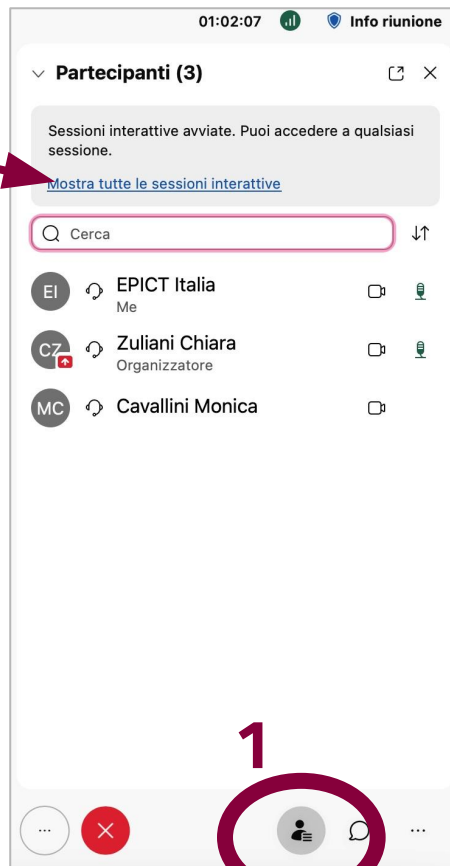 01:02:07 Info riunione
Partecipanti (3)
Sessioni interattive avviate. Puoi accedere a qualsiasi
sessione.
Mostra tutte le sessioni interattive
Cerca
EI EPICT Italia
Me
CZ Zuliani Chiara
Organizzatore
MC Cavallini Monica
1